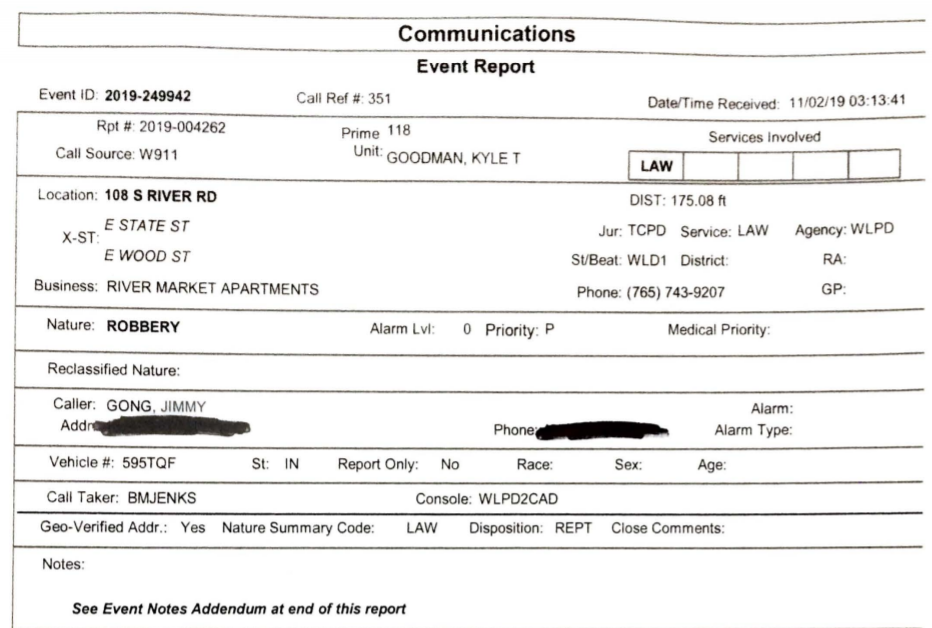 Communications
Event Report
Event ID: 2019-249942 Call Ref #: 351 Date/Time Received: 11/02/19 03:13:41
Rpt #: 2019-004262 Prime 118 Services Involved
Call Source: W911 Unit: GOODMAN, KYLE T
LAW
Location: 108 S RIVER RD DIST: 175.08 ft
X-ST: E STATE ST Jur: TCPD Service: LAW Agency: WLPD
E WOOD ST St/Beat: WLD1 District: RA:
Business: RIVER MARKET APARTMENTS Phone: (765) 743-9207 GP:
Nature: ROBBERY Alarm Lvl: 0 Priority: P Medical Priority:
Reclassified Nature:
Caller: GONG, JIMMY Alarm:
Addr Phone: Alarm Type:
Vehicle #: 595TQF St: IN Report Only: No Race: Sex: Age:
Call Taker: BMJENKS Console: WLPD2CAD
Geo-Verified Addr.: Yes Nature Summary Code: LAW Disposition: REPT Close Comments:
Notes:
See Event Notes Addendum at end of this report